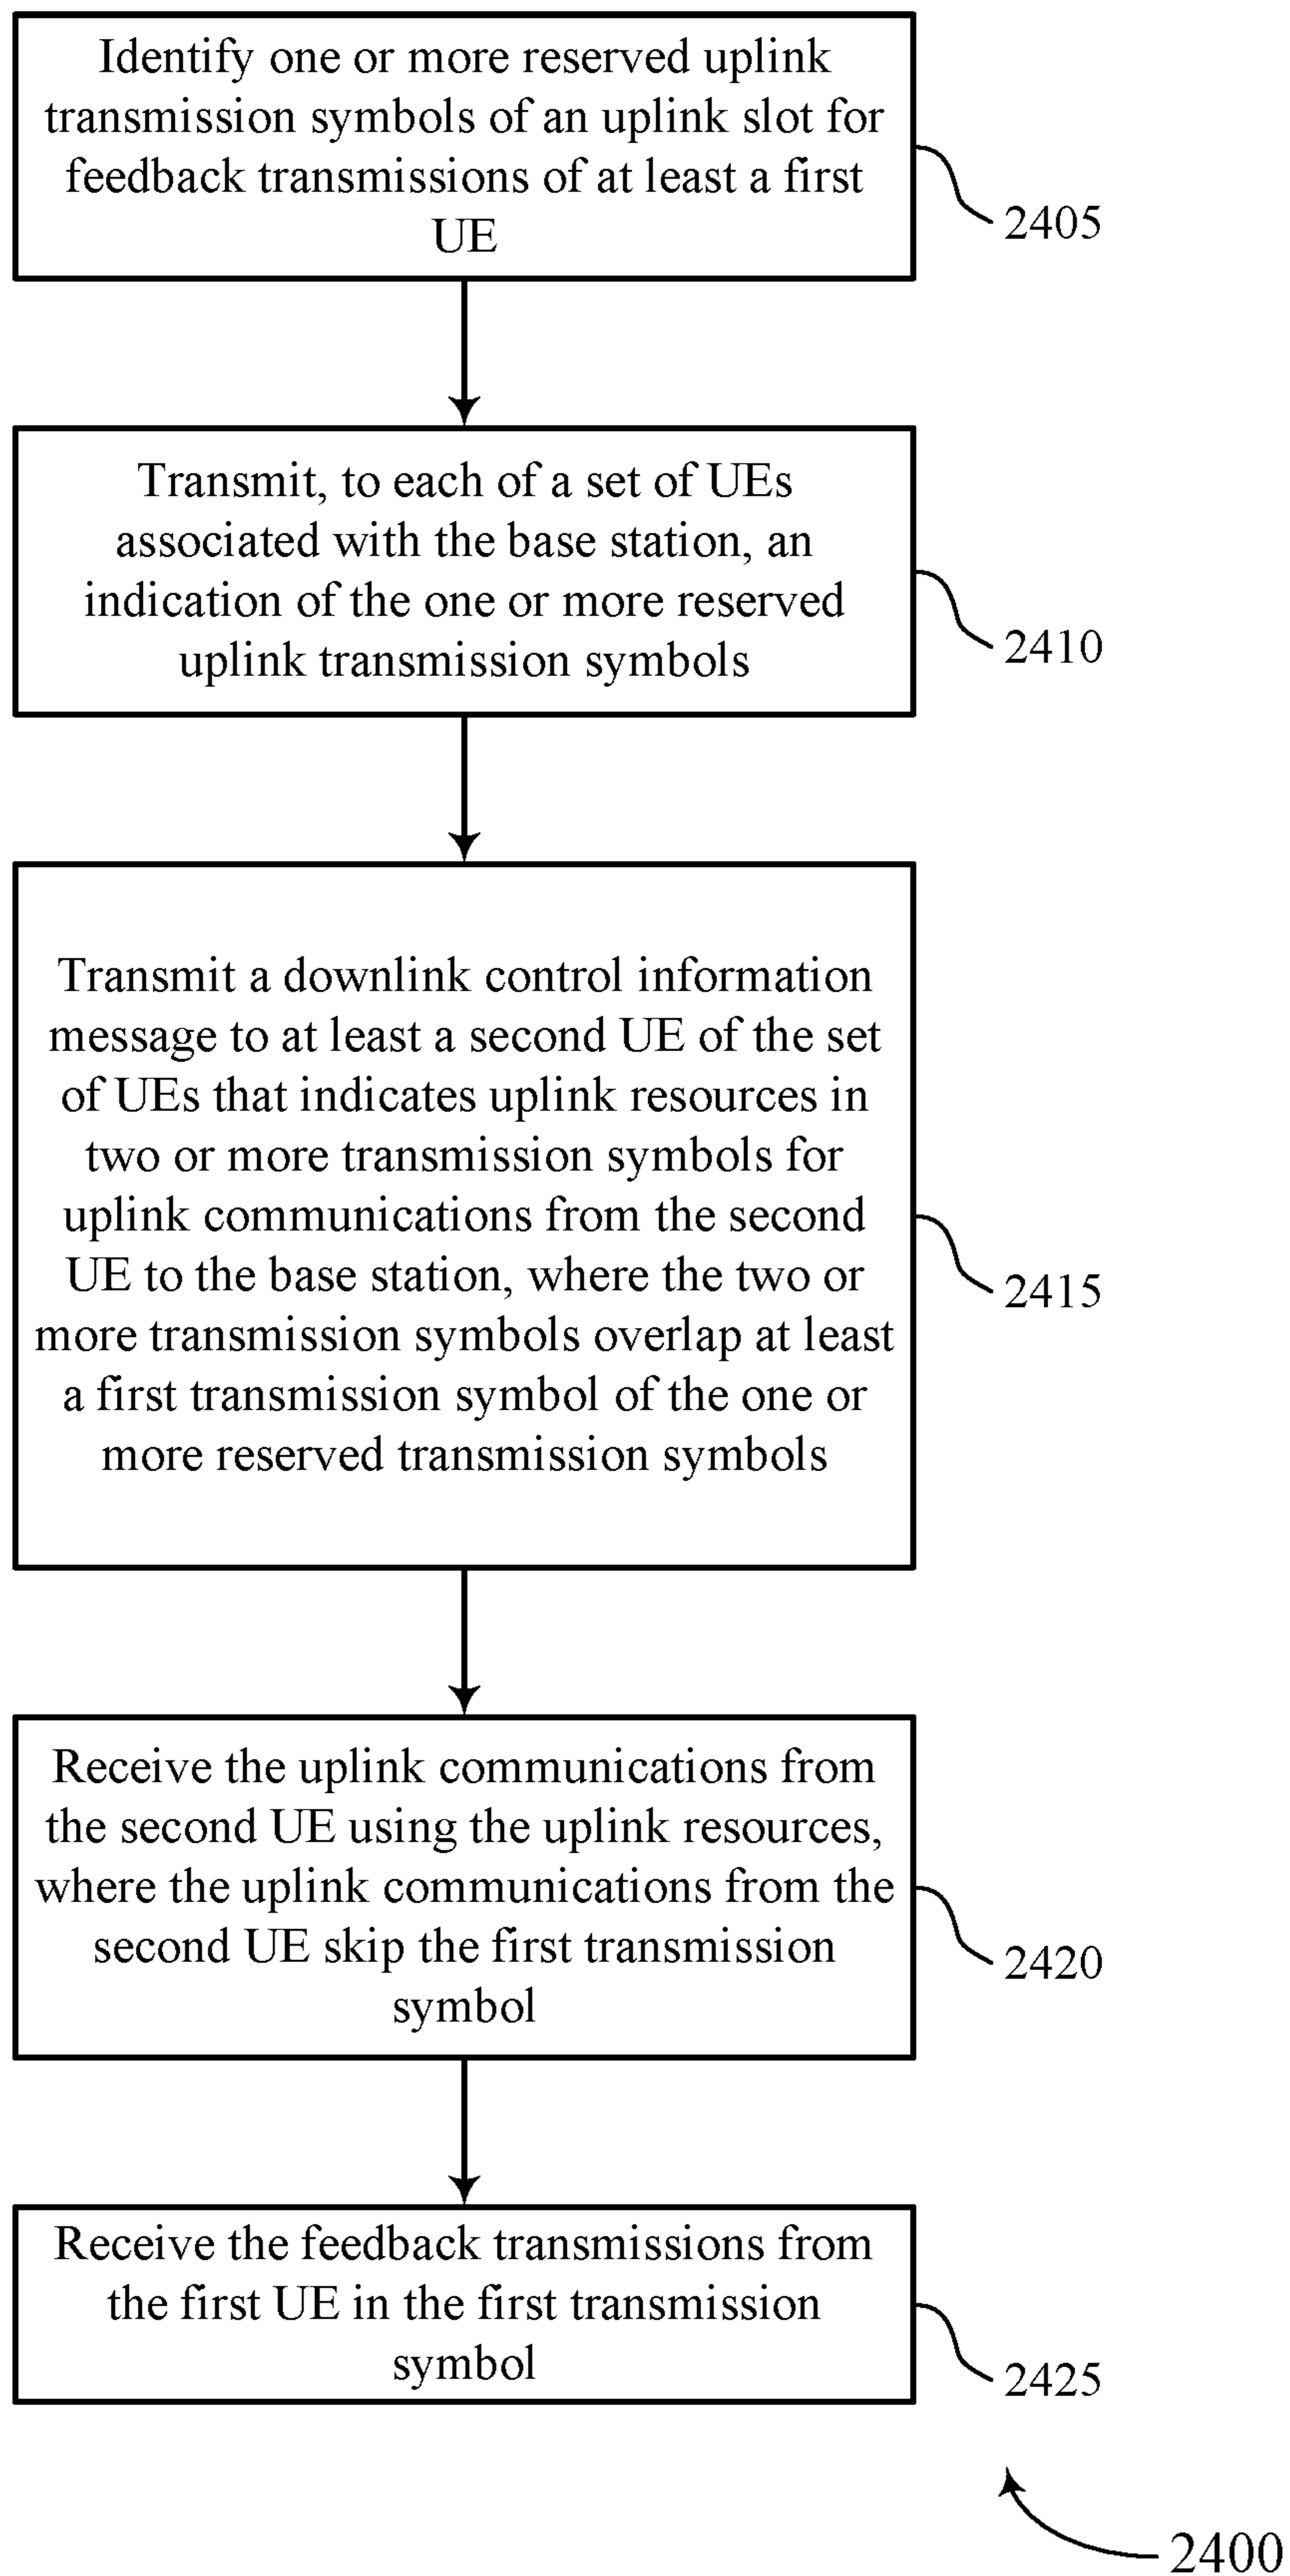 Identify one or more reserved uplink
transmission symbols of an uplink slot for
feedback transmissions of at least a first
UE
2405
Transmit, to each of a set of UEs
associated with the base station, an
indication of the one or more reserved
uplink transmission symbols
2410
Transmit a downlink control information
message to at least a second UE of the set
of UEs that indicates uplink resources in
two or more transmission symbols for
uplink communications from the second
UE to the base station, where the two or
more transmission symbols overlap at least
a first transmission symbol of the one or
more reserved transmission symbols
2415
Receive the uplink communications from
the second UE using the uplink resources,
where the uplink communications from the
second UE skip the first transmission
symbol
2420
Receive the feedback transmissions from
the first UE in the first transmission
symbol
2425
2400